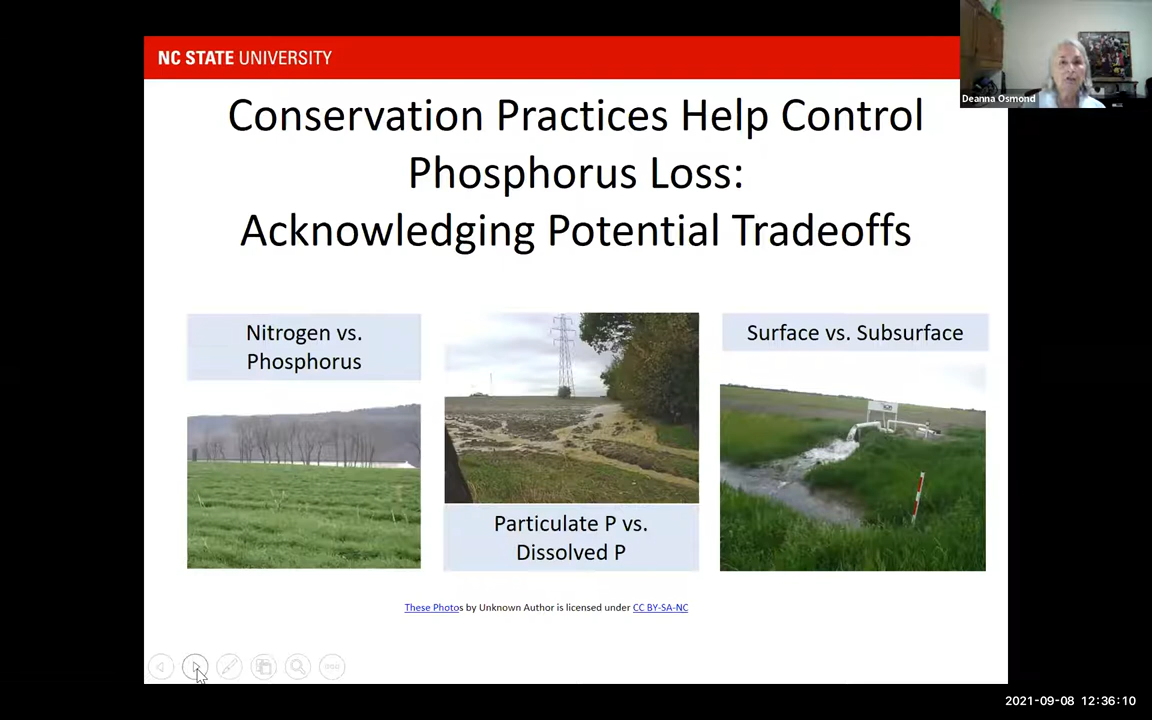 NC STATE UNIVERSITY
Deanna Osmond
Conservation Practices Help Control
Phosphorus Loss:
Acknowledging Potential Tradeoffs
Nitrogen vs.
Phosphorus
Particulate P vs.
Dissolved P
Surface vs. Subsurface
These Photos by Unknown Author is licensed under CC BY-SA-NC
2021-09-08 12:36:10